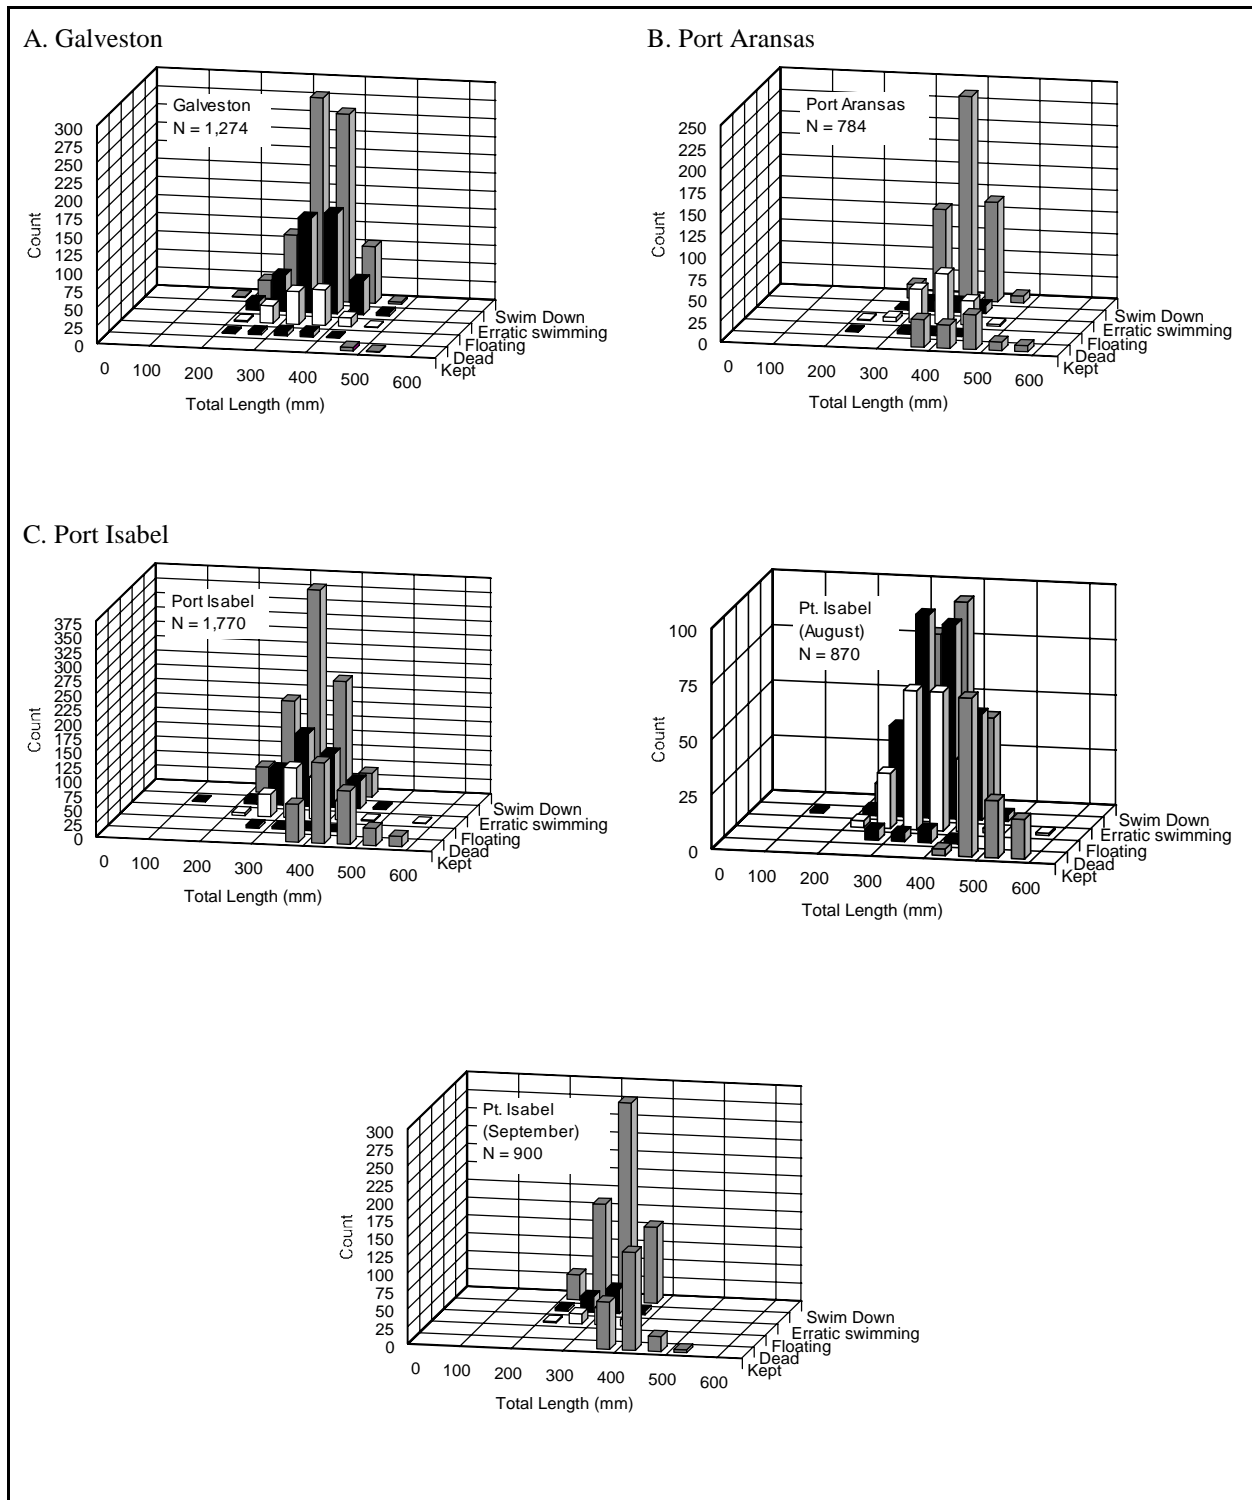 A. Galveston
Galveston
N = 1,274
300
275
250
225
200
175
150
125
100
75
50
25
0
Count
0 100 200 300 400 500 600
Total Length (mm)
Swim Down
Erratic swimming
Floating
Dead
Kept
B. Port Aransas
Port Aransas
N = 784
250
225
200
175
150
125
100
75
50
25
0
Count
0 100 200 300 400 500 600
Total Length (mm)
Swim Down
Erratic swimming
Floating
Dead
Kept
C. Port Isabel
Port Isabel
N = 1,770
375
350
325
300
275
250
225
200
175
150
125
100
75
50
25
0
Count
0 100 200 300 400 500 600
Total Length (mm)
Swim Down
Erratic swimming
Floating
Dead
Kept
Pt. Isabel
(August)
N = 870
100
75
50
25
0
Count
0 100 200 300 400 500 600
Total Length (mm)
Swim Down
Erratic swimming
Floating
Dead
Kept
Pt. Isabel
(September)
N = 900
300
275
250
225
200
175
150
125
100
75
50
25
0
Count
0 100 200 300 400 500 600
Total Length (mm)
Swim Down
Erratic swimming
Floating
Dead
Kept